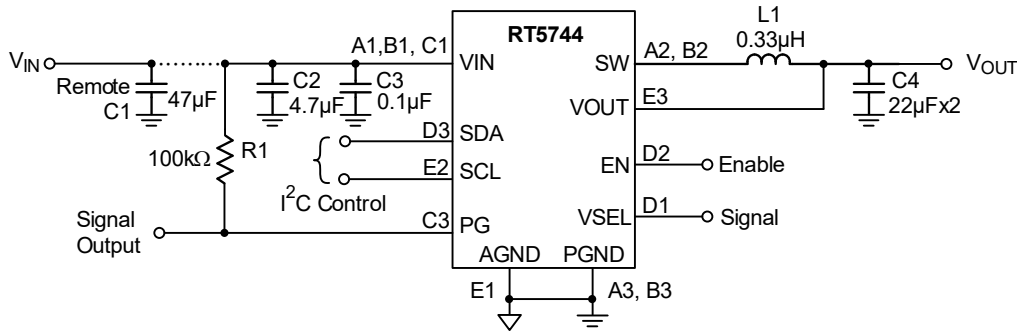 L1
0.33µH
RT5744
V_IN
A1,B1, C1
VIN
SW
A2, B2
V_OUT
Remote
C1
47µF
C2
4.7µF
C3
0.1µF
VOUT
E3
C4
22µFx2
D3
SDA
100kΩ
R1
E2
SCL
EN
D2
Enable
I²C Control
VSEL
D1
Signal
Signal
Output
C3
PG
AGND
PGND
E1
A3, B3